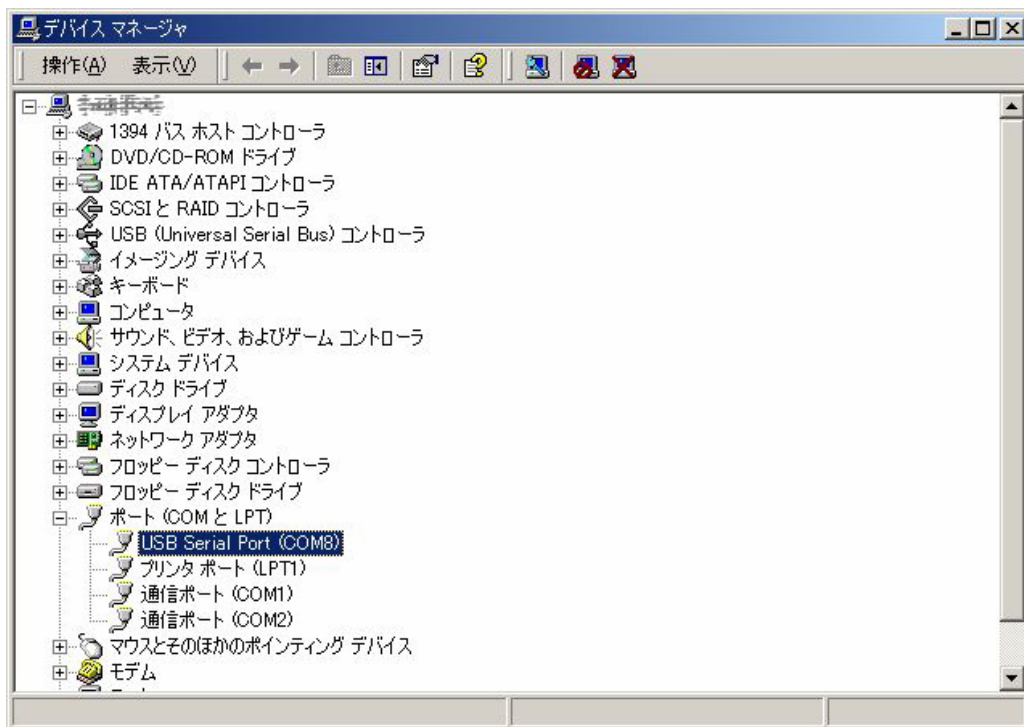 デバイス マネージャ
操作(A) 表示(V)
1394 バス ホスト コントローラ
DVD/CD-ROM ドライブ
IDE ATA/ATAPI コントローラ
SCSI と RAID コントローラ
USB (Universal Serial Bus) コントローラ
イメージング デバイス
キーボード
コンピュータ
サウンド、ビデオ、およびゲーム コントローラ
システム デバイス
ディスク ドライブ
ディスプレイ アダプタ
ネットワーク アダプタ
フロッピー ディスク コントローラ
フロッピー ディスク ドライブ
ポート (COM と LPT)
USB Serial Port (COM8)
プリンタ ポート (LPT1)
通信ポート (COM1)
通信ポート (COM2)
マウスとそのほかのポインティング デバイス
モデム